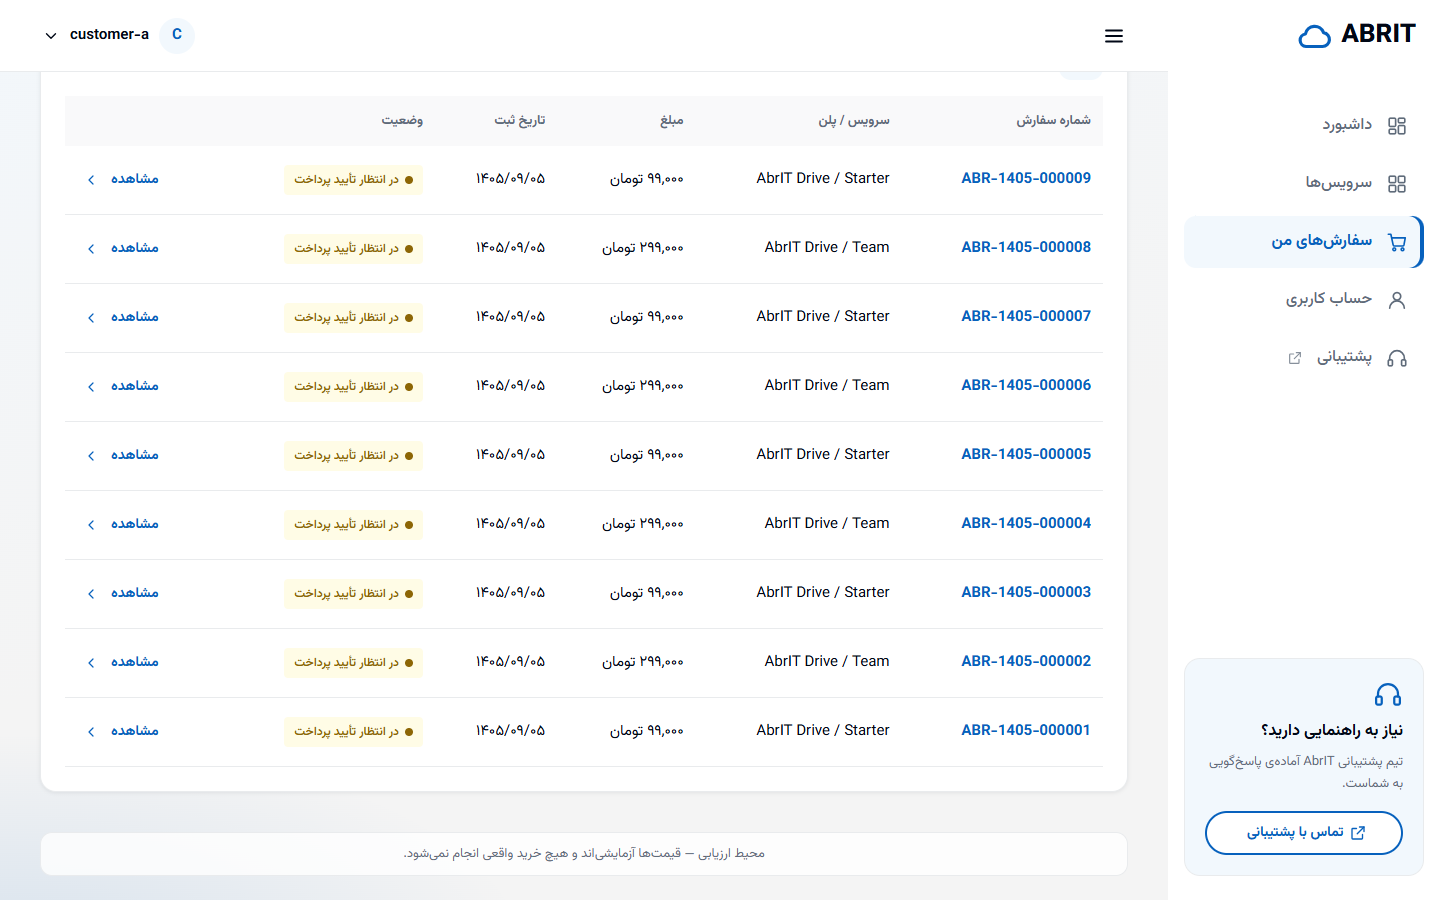 ABRIT
customer-a
C
داشبورد
سرویس‌ها
سفارش‌های من
حساب کاربری
پشتیبانی
نیاز به راهنمایی دارید؟
تیم پشتیبانی AbrIT آماده‌ی پاسخ‌گویی
به شماست.
تماس با پشتیبانی
شماره سفارش سرویس / پلن مبلغ تاریخ ثبت وضعیت
ABR-1405-000009 AbrIT Drive / Starter ۹۹,۰۰۰ تومان ۱۴۰۵/۰۹/۰۵ در انتظار تأیید پرداخت مشاهده
ABR-1405-000008 AbrIT Drive / Team ۲۹۹,۰۰۰ تومان ۱۴۰۵/۰۹/۰۵ در انتظار تأیید پرداخت مشاهده
ABR-1405-000007 AbrIT Drive / Starter ۹۹,۰۰۰ تومان ۱۴۰۵/۰۹/۰۵ در انتظار تأیید پرداخت مشاهده
ABR-1405-000006 AbrIT Drive / Team ۲۹۹,۰۰۰ تومان ۱۴۰۵/۰۹/۰۵ در انتظار تأیید پرداخت مشاهده
ABR-1405-000005 AbrIT Drive / Starter ۹۹,۰۰۰ تومان ۱۴۰۵/۰۹/۰۵ در انتظار تأیید پرداخت مشاهده
ABR-1405-000004 AbrIT Drive / Team ۲۹۹,۰۰۰ تومان ۱۴۰۵/۰۹/۰۵ در انتظار تأیید پرداخت مشاهده
ABR-1405-000003 AbrIT Drive / Starter ۹۹,۰۰۰ تومان ۱۴۰۵/۰۹/۰۵ در انتظار تأیید پرداخت مشاهده
ABR-1405-000002 AbrIT Drive / Team ۲۹۹,۰۰۰ تومان ۱۴۰۵/۰۹/۰۵ در انتظار تأیید پرداخت مشاهده
ABR-1405-000001 AbrIT Drive / Starter ۹۹,۰۰۰ تومان ۱۴۰۵/۰۹/۰۵ در انتظار تأیید پرداخت مشاهده
محیط ارزیابی — قیمت‌ها آزمایشی‌اند و هیچ خرید واقعی انجام نمی‌شود.